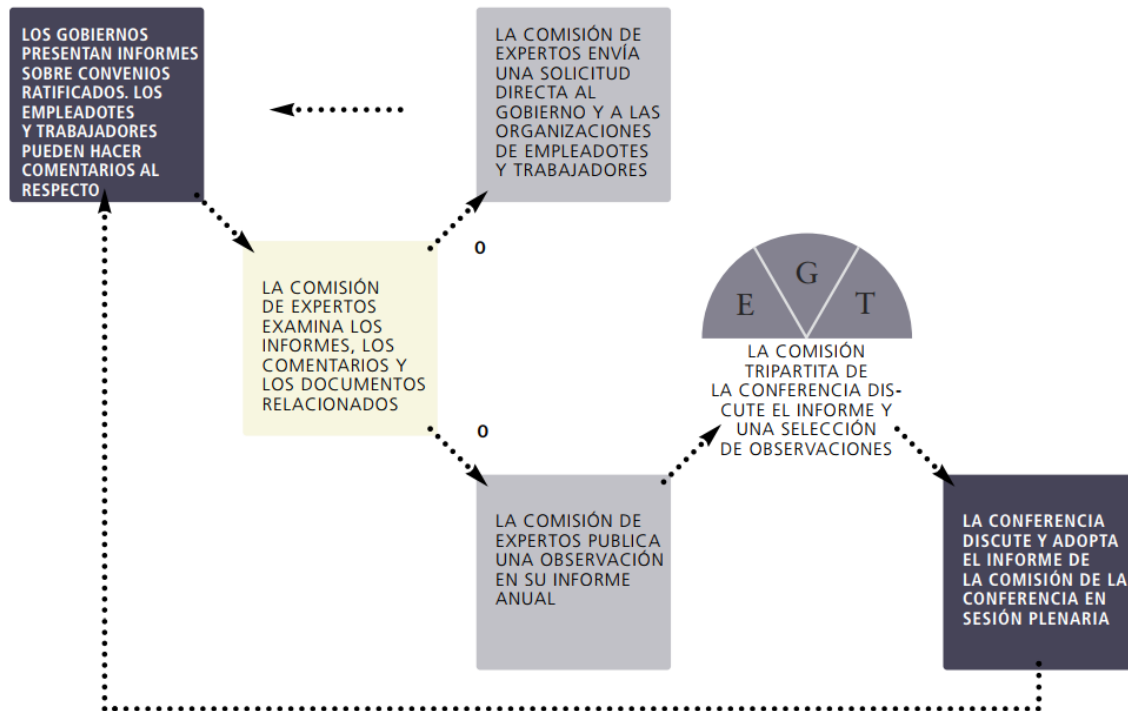 LOS GOBIERNOS
PRESENTAN INFORMES
SOBRE CONVENIOS
RATIFICADOS. LOS
EMPLEADOTES
Y TRABAJADORES
PUEDEN HACER
COMENTARIOS AL
RESPECTO
LA COMISIÓN DE
EXPERTOS ENVÍA
UNA SOLICITUD
DIRECTA AL
GOBIERNO Y A LAS
ORGANIZACIONES
DE EMPLEADOTES
Y TRABAJADORES
O
LA COMISIÓN
DE EXPERTOS
EXAMINA LOS
INFORMES, LOS
COMENTARIOS Y
LOS DOCUMENTOS
RELACIONADOS
O
E G T
LA COMISIÓN
TRIPARTITA DE
LA CONFERENCIA DIS-
CUTE EL INFORME Y
UNA SELECCIÓN
DE OBSERVACIONES
LA COMISIÓN DE
EXPERTOS PUBLICA
UNA OBSERVACIÓN
EN SU INFORME
ANUAL
LA CONFERENCIA
DISCUTE Y ADOPTA
EL INFORME DE
LA COMISIÓN DE LA
CONFERENCIA EN
SESIÓN PLENARIA